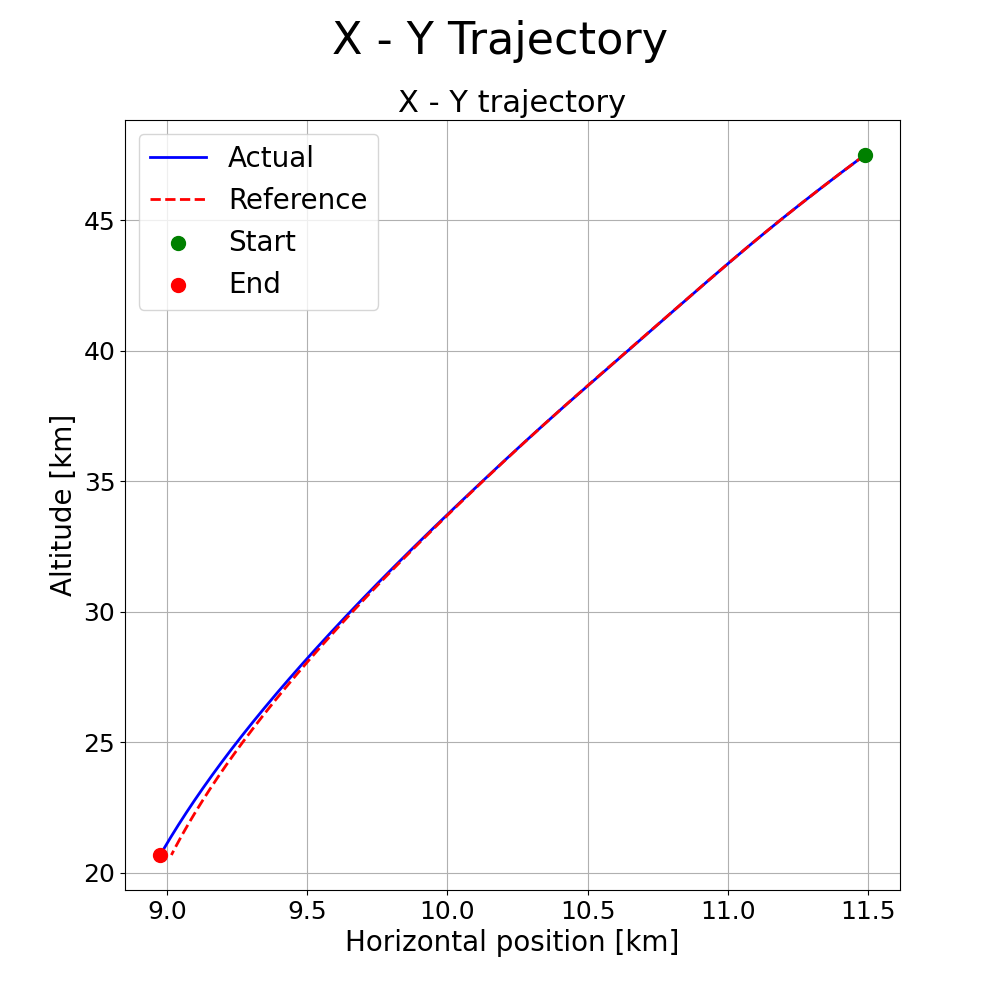 X - Y Trajectory
X - Y trajectory
Actual
Reference
Start
End
45
40
35
30
25
20
Altitude [km]
9.0 9.5 10.0 10.5 11.0 11.5
Horizontal position [km]